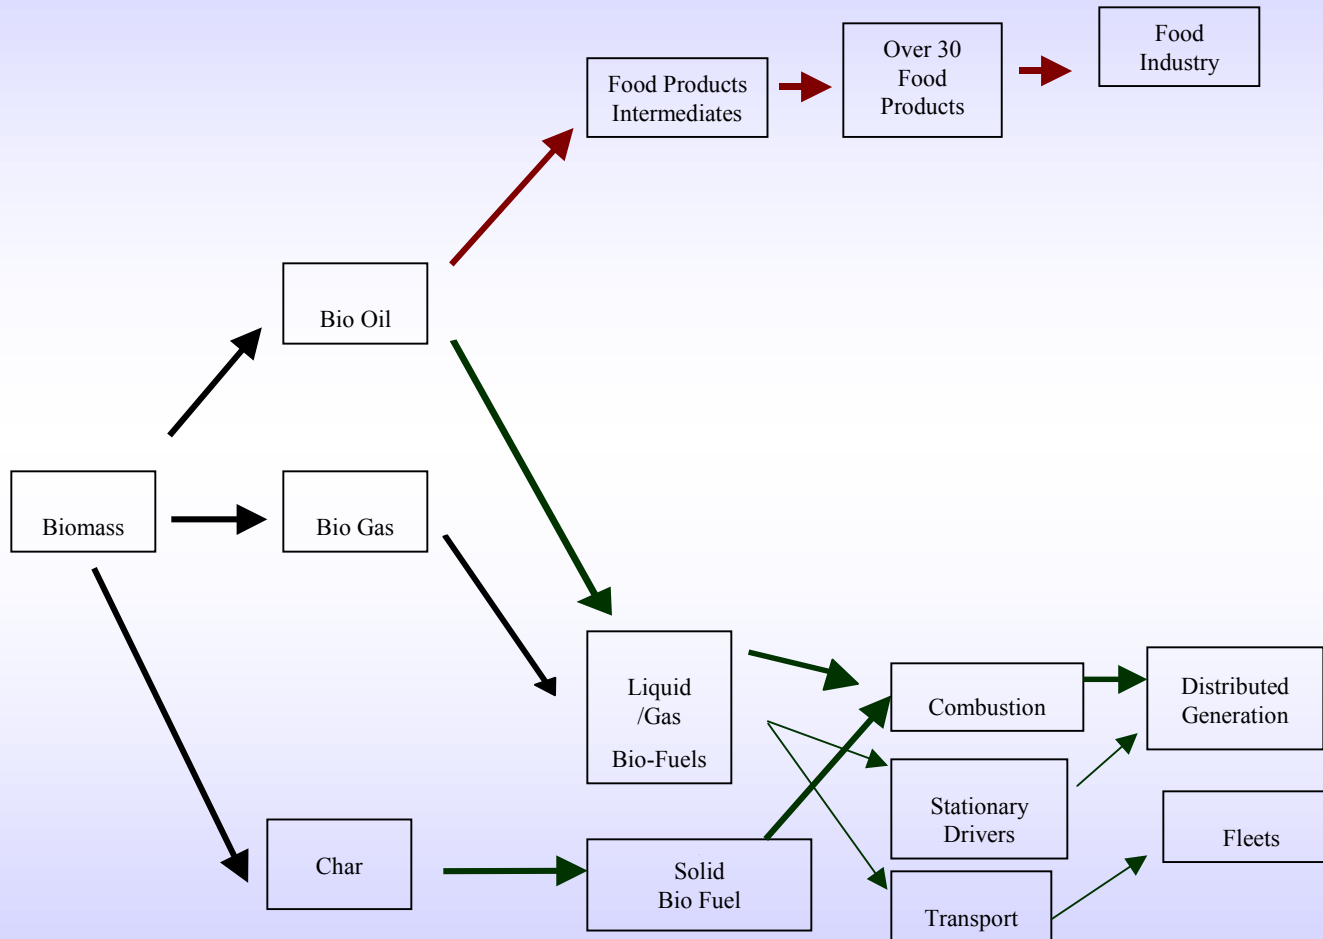 Food Products
Intermediates
Over 30
Food
Products
Food
Industry
Bio Oil
Biomass
Bio Gas
Liquid
/Gas
Bio-Fuels
Combustion
Distributed
Generation
Stationary
Drivers
Fleets
Char
Solid
Bio Fuel
Transport